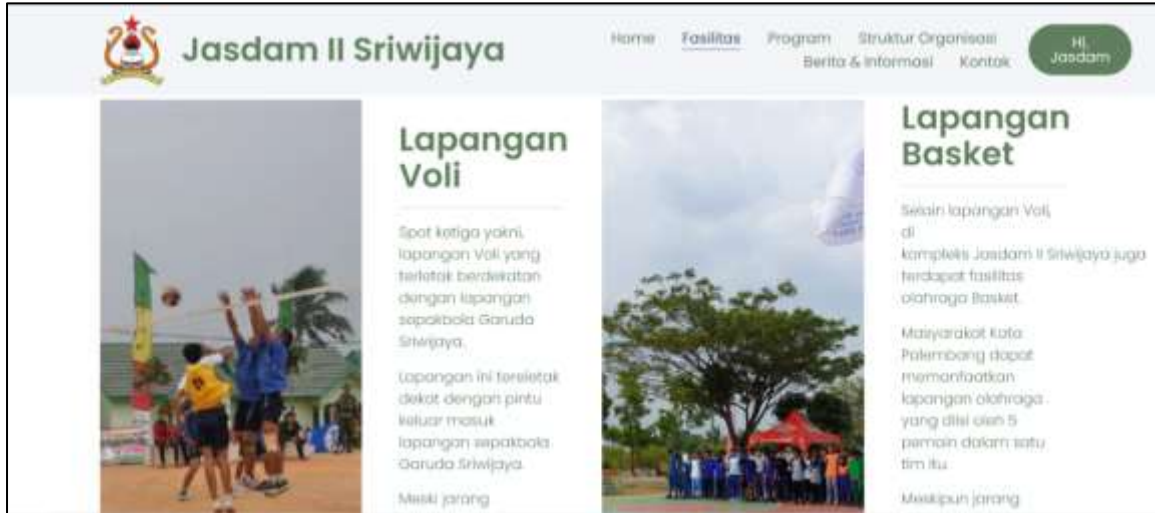 Jasdam II Sriwijaya
Home Fasilitas Program Struktur Organisasi
Berita & Informasi Kontak
Hi,
Jasdam
Lapangan
Voli
Spot ketiga yakni,
lapangan Voli yang
terletak berdekatan
dengan lapangan
sepakbola Garuda
Sriwijaya.
Lapangan ini tereletak
dekat dengan pintu
keluar masuk
lapangan sepakbola
Garuda Sriwijaya.
Meski jarang
Lapangan
Basket
Selain lapangan Voli,
di
kompleks Jasdam II Sriwijaya juga
terdapat fasilitas
olahraga Basket.
Masyarakat Kota
Palembang dapat
memanfaatkan
lapangan olahraga
yang diisi oleh 5
pemain dalam satu
tim itu.
Meskipun jarang